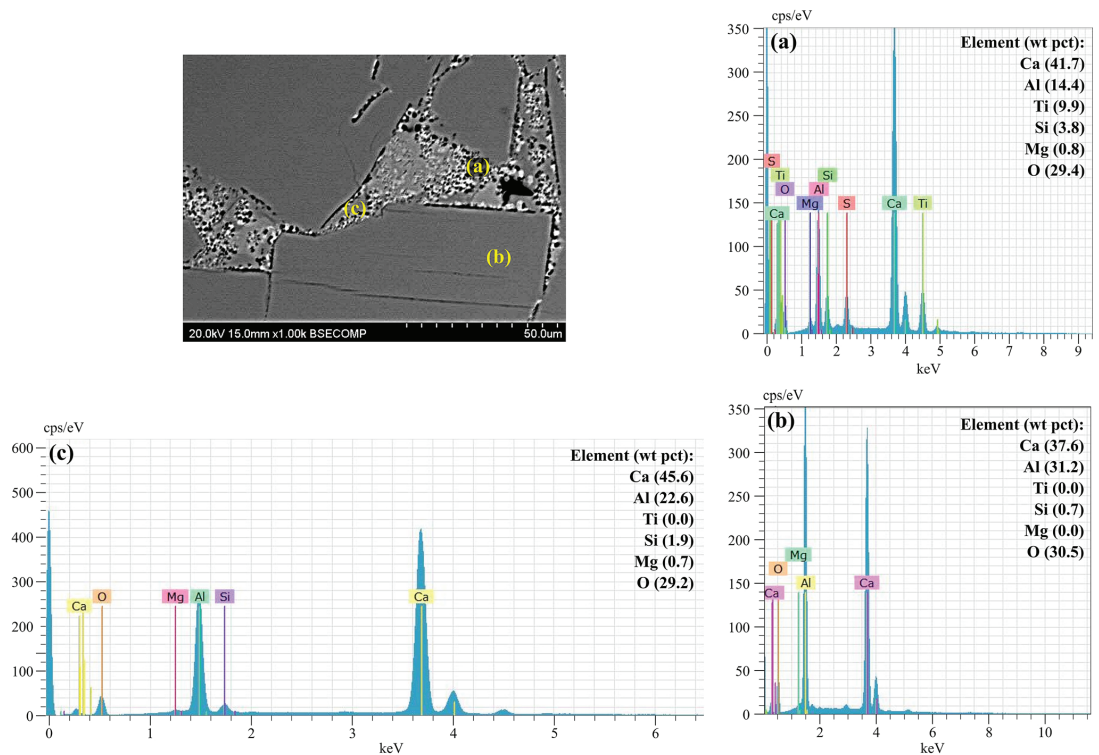 (a)
(c)
(b)
20.0kV 15.0mm x1.00k BSECOMP 50.0um
cps/eV
(a)
Element (wt pct):
Ca (41.7)
Al (14.4)
Ti (9.9)
Si (3.8)
Mg (0.8)
O (29.4)
350
300
250
200
150
100
50
0
S
Ti
O
Ca
Mg
Al
Si
S
Ca
Ti
0 1 2 3 4 5 6 7 8 9
keV
cps/eV
(c)
Element (wt pct):
Ca (45.6)
Al (22.6)
Ti (0.0)
Si (1.9)
Mg (0.7)
O (29.2)
600
500
400
300
200
100
0
Ca
O
Mg
Al
Si
Ca
0 1 2 3 4 5 6
keV
cps/eV
(b)
Element (wt pct):
Ca (37.6)
Al (31.2)
Ti (0.0)
Si (0.7)
Mg (0.0)
O (30.5)
350
300
250
200
150
100
50
0
Mg
O
Ca
Al
Ca
2 4 6 8 10
keV